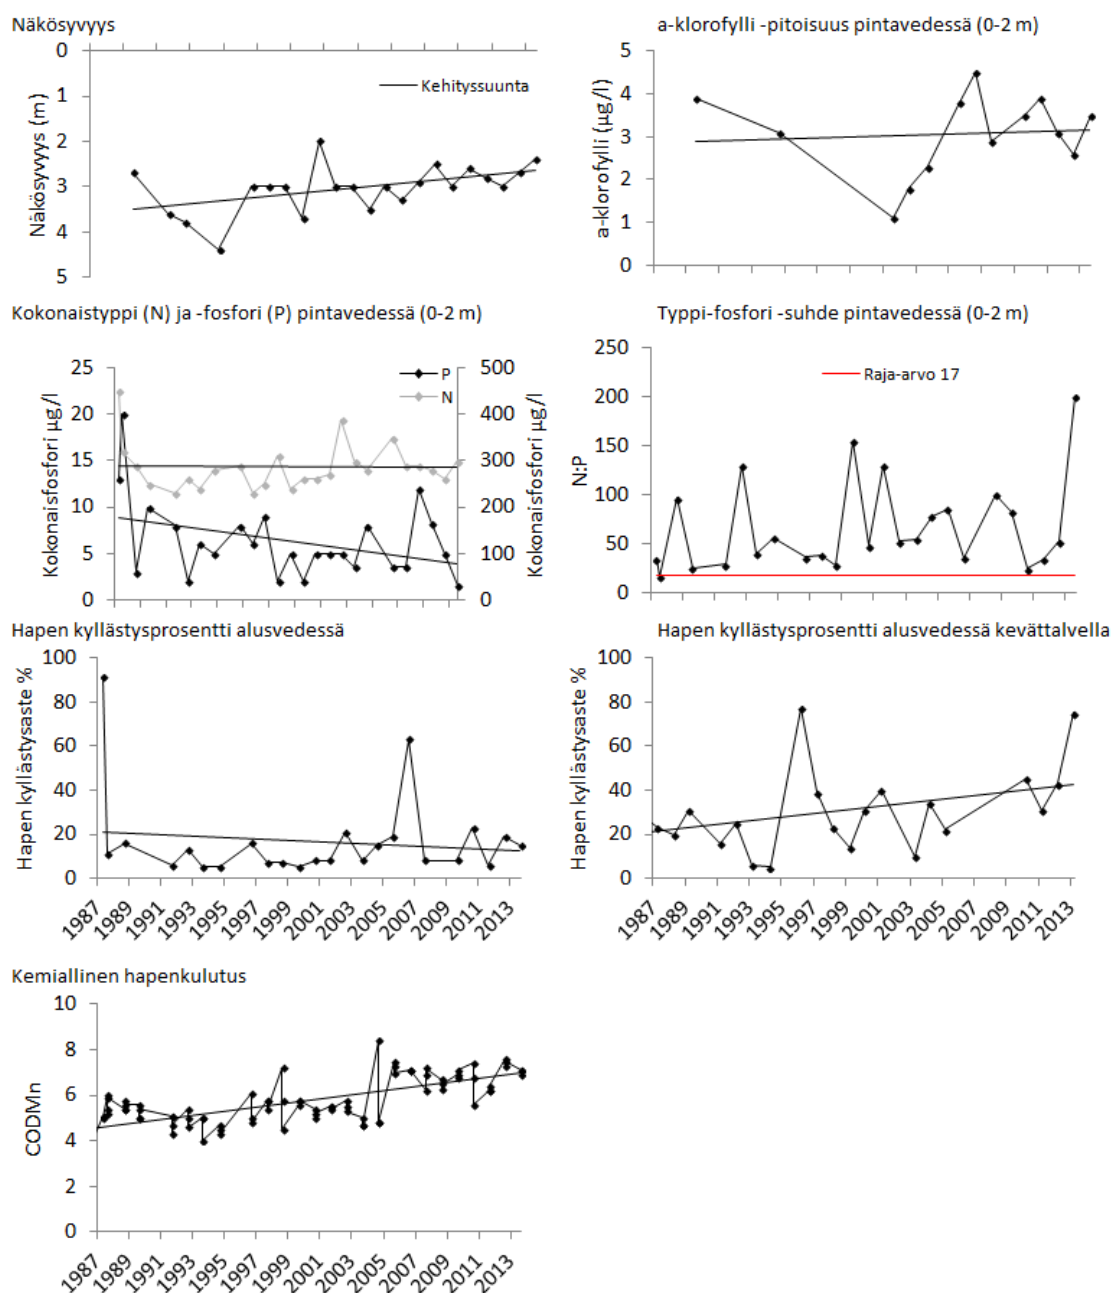 Näkösyvyys
0
1
2
3
4
5
Näkösyvyys (m)
Kehityssuunta
a-klorofylli -pitoisuus pintavedessä (0-2 m)
5
4
3
2
1
0
a-klorofylli (µg/l)
Kokonaistyppi (N) ja -fosfori (P) pintavedessä (0-2 m)
25
20
15
10
5
0
Kokonaisfosfori µg/l
P
N
500
400
300
200
100
0
Kokonaisfosfori µg/l
Typpi-fosfori -suhde pintavedessä (0-2 m)
250
200
150
100
50
0
N:P
Raja-arvo 17
Hapen kyllästysprosentti alusvedessä
100
80
60
40
20
0
Hapen kyllästysaste %
1987 1989 1991 1993 1995 1997 1999 2001 2003 2005 2007 2009 2011 2013
Hapen kyllästysprosentti alusvedessä kevättalvella
100
80
60
40
20
0
Hapen kyllästysaste %
1987 1989 1991 1993 1995 1997 1999 2001 2003 2005 2007 2009 2011 2013
Kemiallinen hapenkulutus
10
8
6
4
2
0
CODMn
1987 1989 1991 1993 1995 1997 1999 2001 2003 2005 2007 2009 2011 2013